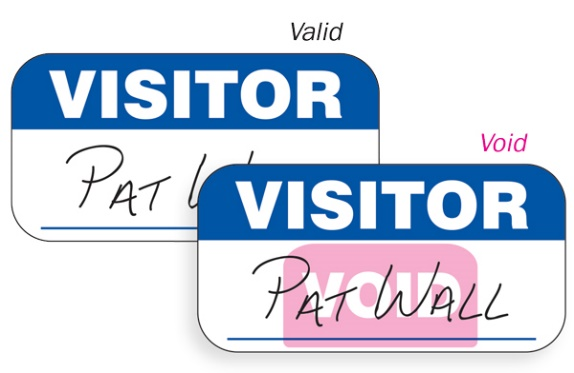 Valid
VISITOR
PAT W
Void
VISITOR
VOID
PAT WALL